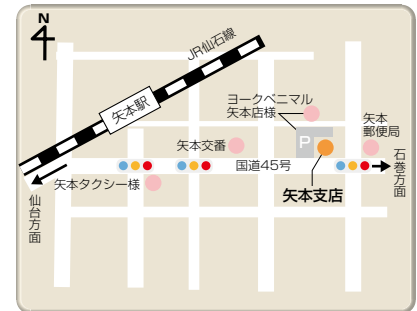 N
JR仙石線
矢本駅
ヨークベニマル
矢本店様
矢本
郵便局
矢本交番
P
国道45号
石巻方面
矢本タクシー様
仙台方面
矢本支店